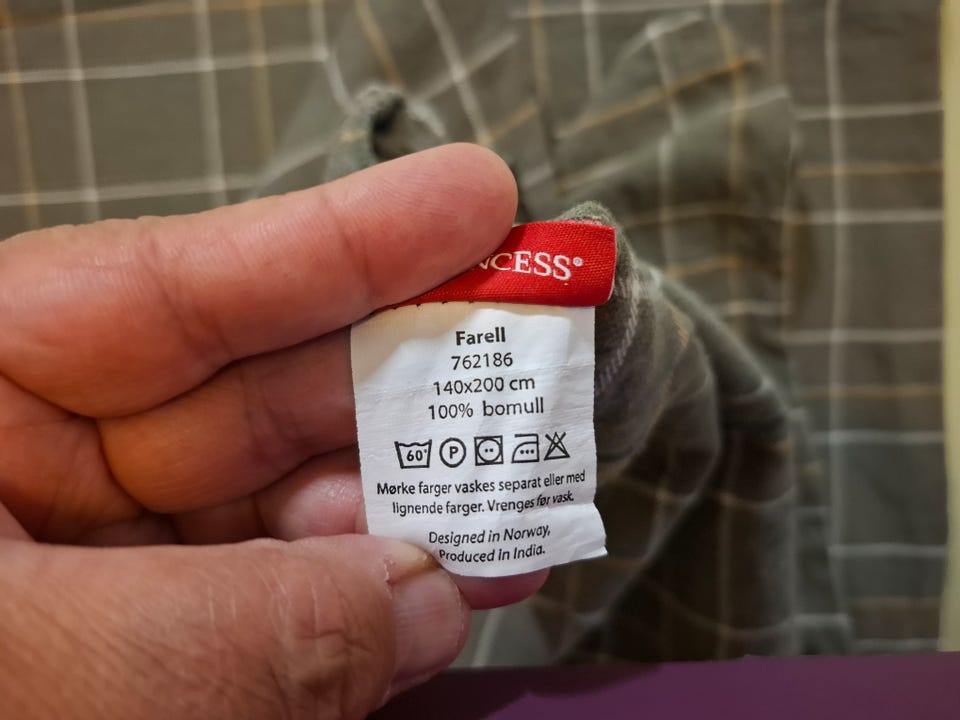 NCESS®
Farell
762186
140x200 cm
100% bomull
60° P
Mørke farger vaskes separat eller med
lignende farger. Vrenges før vask.
Designed in Norway,
Produced in India.